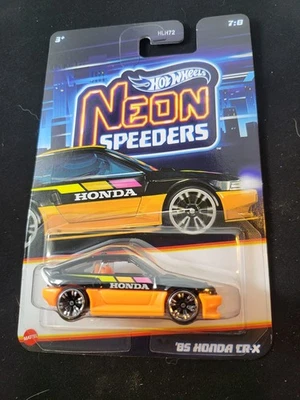 3+
HLH72
7:8
Hot Wheels
NEON
SPEEDERS
HONDA
HONDA
'85 HONDA CR-X